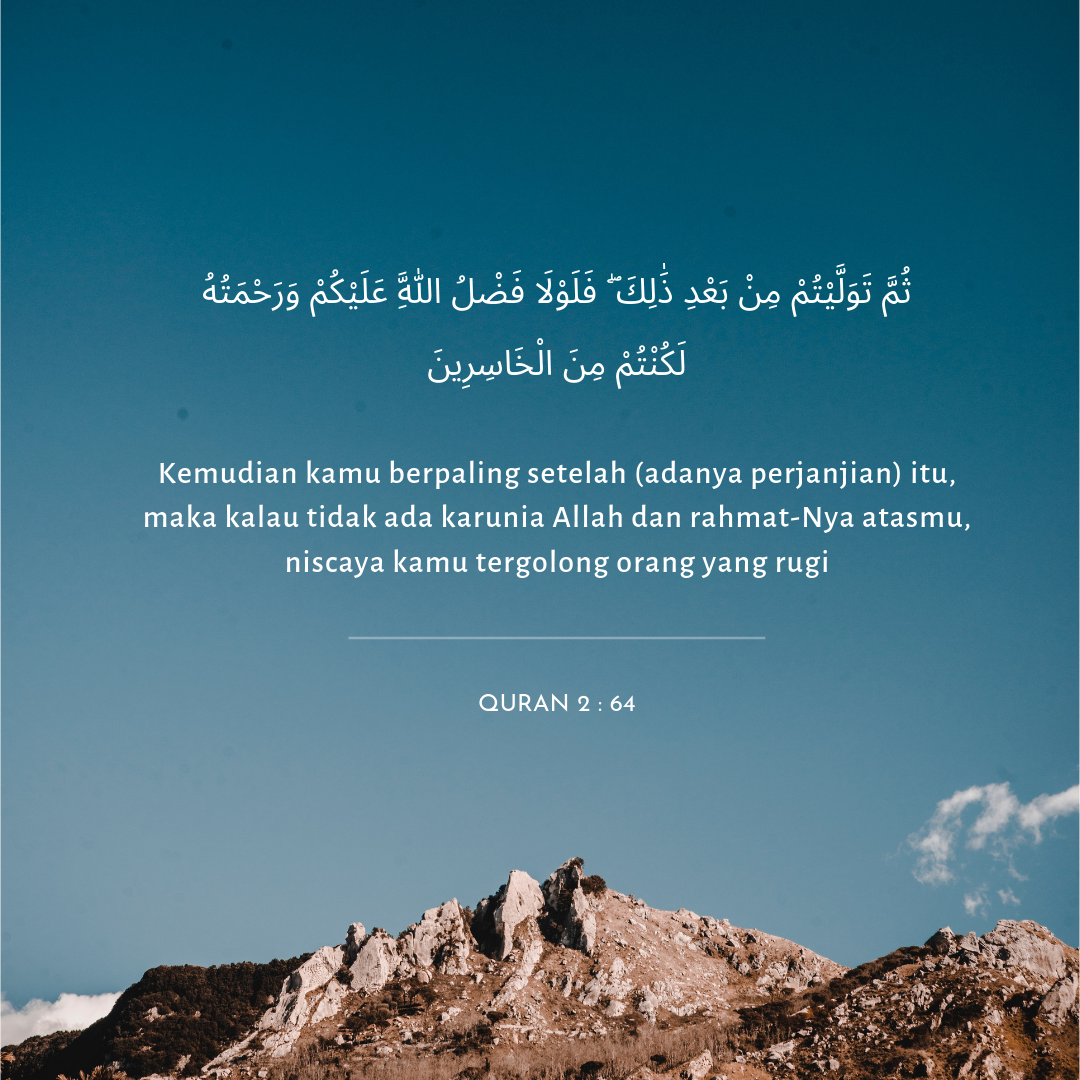 ثُمَّ تَوَلَّيْتُمْ مِنْ بَعْدِ ذَٰلِكَ ۖ فَلَوْلَا فَضْلُ اللَّهِ عَلَيْكُمْ وَرَحْمَتُهُ
لَكُنْتُمْ مِنَ الْخَاسِرِينَ
Kemudian kamu berpaling setelah (adanya perjanjian) itu,
maka kalau tidak ada karunia Allah dan rahmat-Nya atasmu,
niscaya kamu tergolong orang yang rugi
QURAN 2 : 64